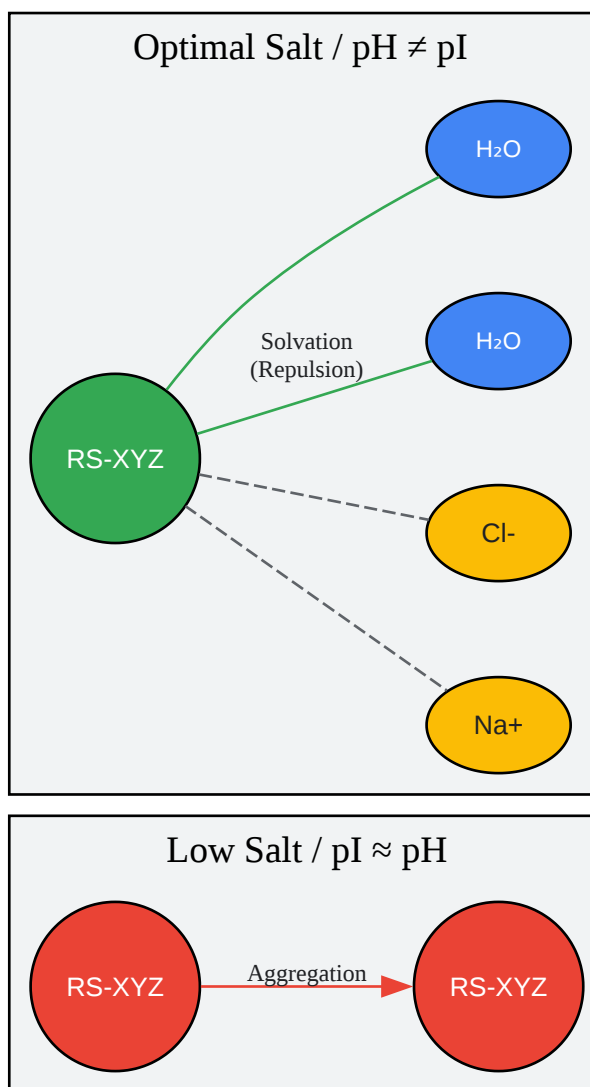 Optimal Salt / pH ≠ pI
H₂O
H₂O
Solvation
(Repulsion)
RS-XYZ
Cl-
Na+
Low Salt / pI ≈ pH
RS-XYZ
Aggregation
RS-XYZ